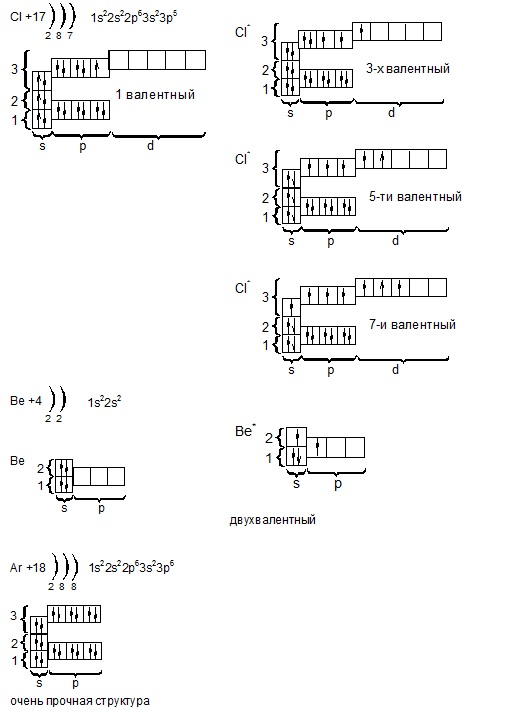 Cl +17 ))) 1s²2s²2p⁶3s²3p⁵
2 8 7
3
2
1
1 валентный
s p d
Cl*
3
2
1
3-х валентный
s p d
Cl*
3
2
1
5-ти валентный
s p d
Cl*
3
2
1
7-и валентный
s p d
Be +4 )) 1s²2s²
2 2
Be
2
1
s p
Be*
2
1
s p
двухвалентный
Ar +18 ))) 1s²2s²2p⁶3s²3p⁶
2 8 8
3
2
1
s p
очень прочная структура